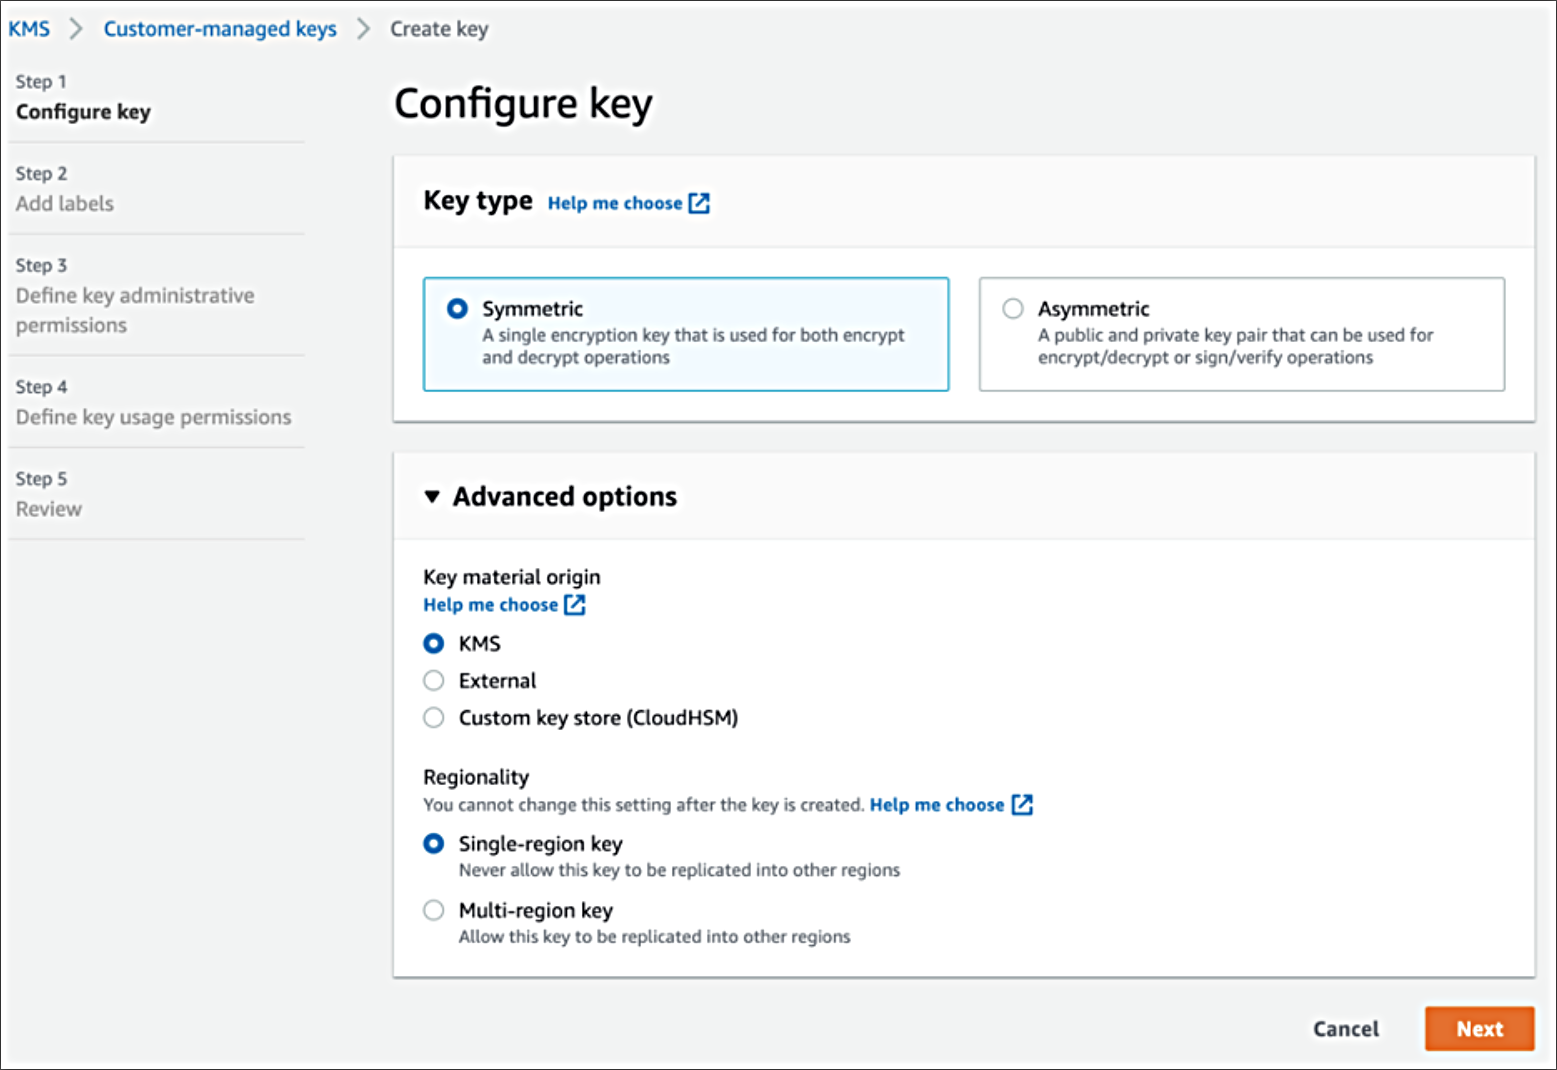 KMS > Customer-managed keys > Create key
Step 1
Configure key
Step 2
Add labels
Step 3
Define key administrative
permissions
Step 4
Define key usage permissions
Step 5
Review
Configure key
Key type Help me choose
Symmetric
A single encryption key that is used for both encrypt
and decrypt operations
Asymmetric
A public and private key pair that can be used for
encrypt/decrypt or sign/verify operations
Advanced options
Key material origin
Help me choose
KMS
External
Custom key store (CloudHSM)
Regionality
You cannot change this setting after the key is created. Help me choose
Single-region key
Never allow this key to be replicated into other regions
Multi-region key
Allow this key to be replicated into other regions
Cancel
Next